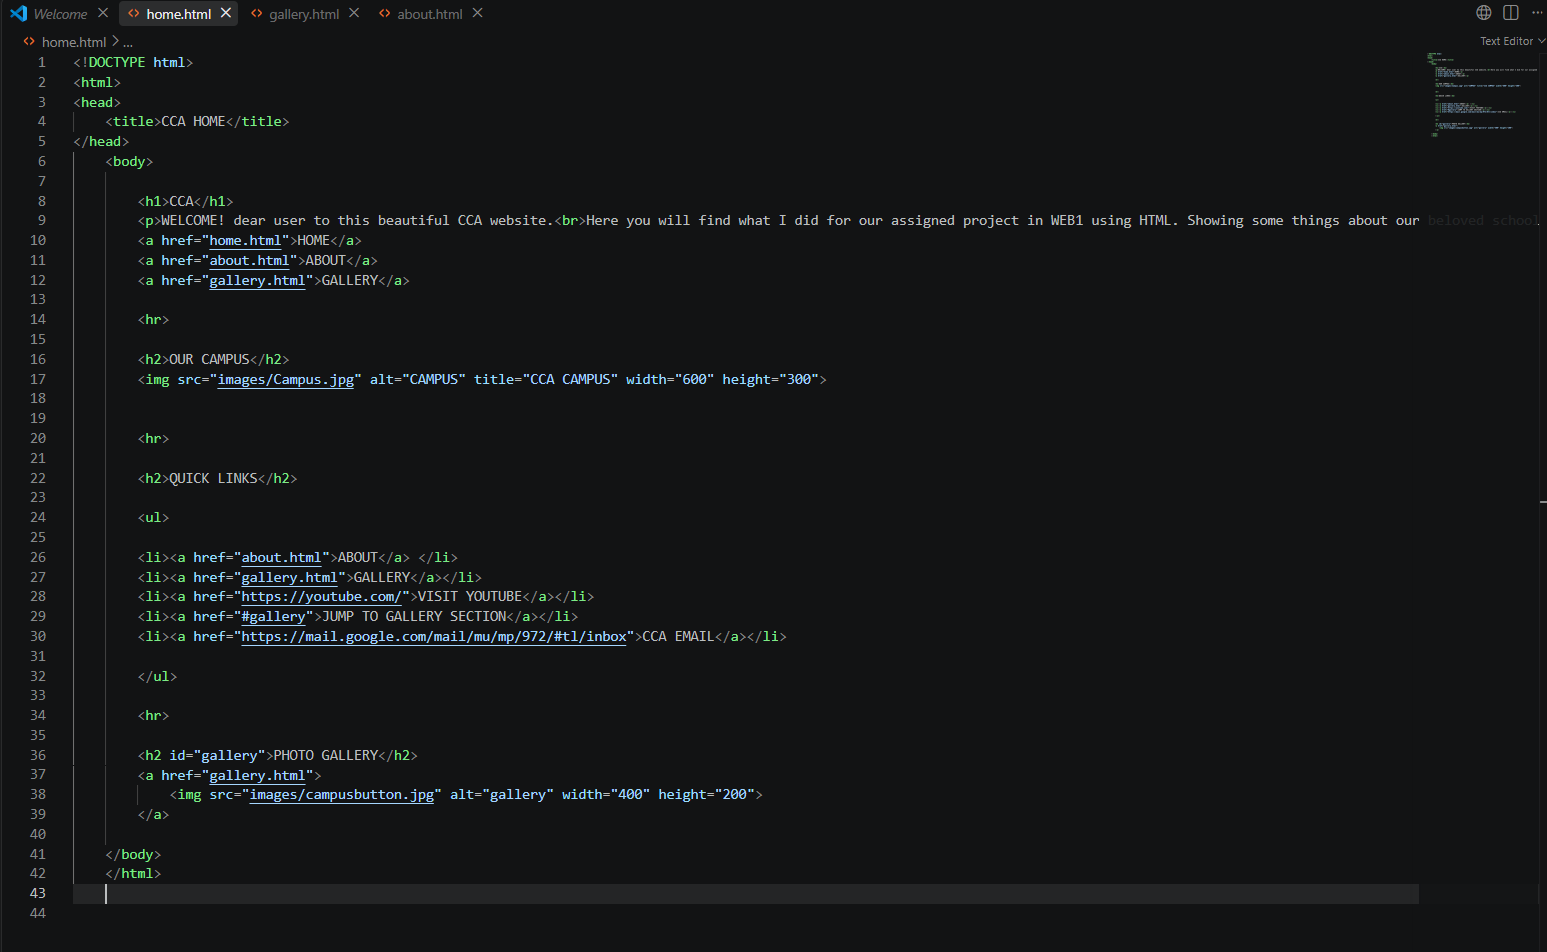 Welcome home.html gallery.html about.html
home.html > ...
Text Editor
1 <!DOCTYPE html>
2 <html>
3 <head>
4     <title>CCA HOME</title>
5 </head>
6     <body>
7
8         <h1>CCA</h1>
9         <p>WELCOME! dear user to this beautiful CCA website.<br>Here you will find what I did for our assigned project in WEB1 using HTML. Showing some things about our beloved school
10         <a href="home.html">HOME</a>
11         <a href="about.html">ABOUT</a>
12         <a href="gallery.html">GALLERY</a>
13
14         <hr>
15
16         <h2>OUR CAMPUS</h2>
17         <img src="images/Campus.jpg" alt="CAMPUS" title="CCA CAMPUS" width="600" height="300">
18
19
20         <hr>
21
22         <h2>QUICK LINKS</h2>
23
24         <ul>
25
26         <li><a href="about.html">ABOUT</a> </li>
27         <li><a href="gallery.html">GALLERY</a></li>
28         <li><a href="https://youtube.com/">VISIT YOUTUBE</a></li>
29         <li><a href="#gallery">JUMP TO GALLERY SECTION</a></li>
30         <li><a href="https://mail.google.com/mail/mu/mp/972/#tl/inbox">CCA EMAIL</a></li>
31
32         </ul>
33
34         <hr>
35
36         <h2 id="gallery">PHOTO GALLERY</h2>
37         <a href="gallery.html">
38             <img src="images/campusbutton.jpg" alt="gallery" width="400" height="200">
39         </a>
40
41     </body>
42     </html>
43
44